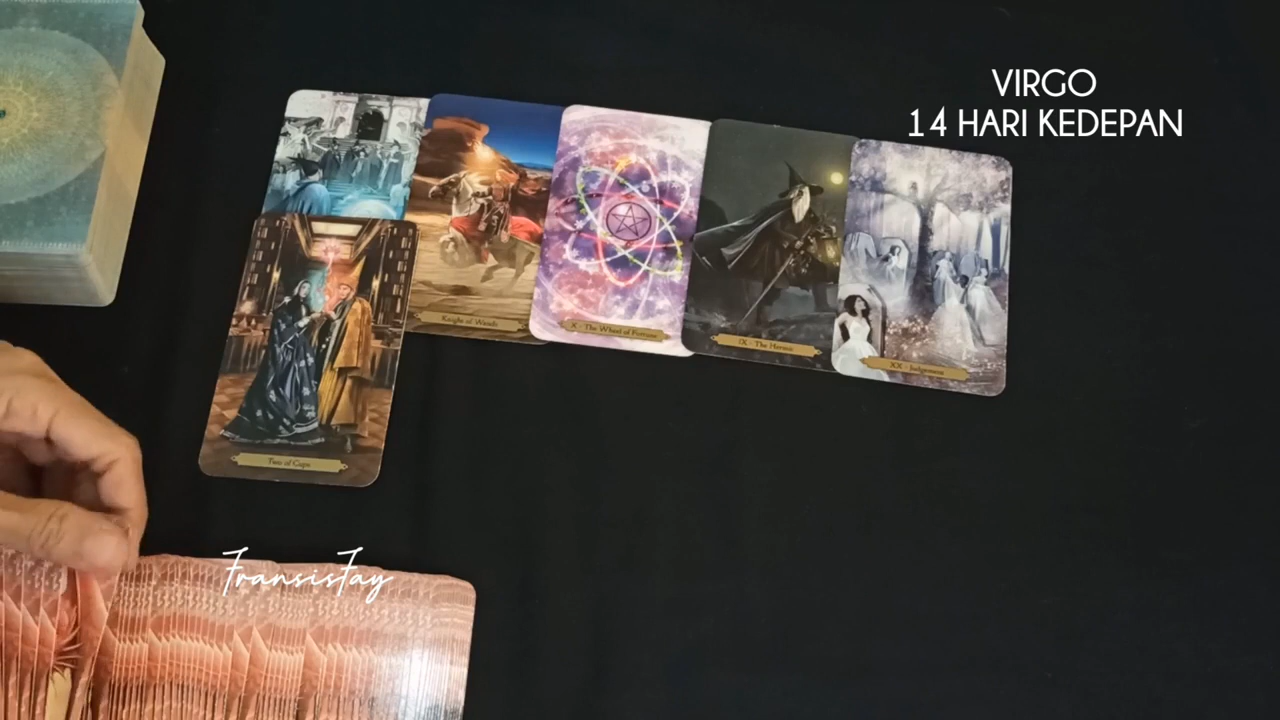 VIRGO
14 HARI KEDEPAN
Knight of Wands
X - The Wheel of Fortune
IX - The Hermit
XX - Judgement
Two of Cups
FransisFay